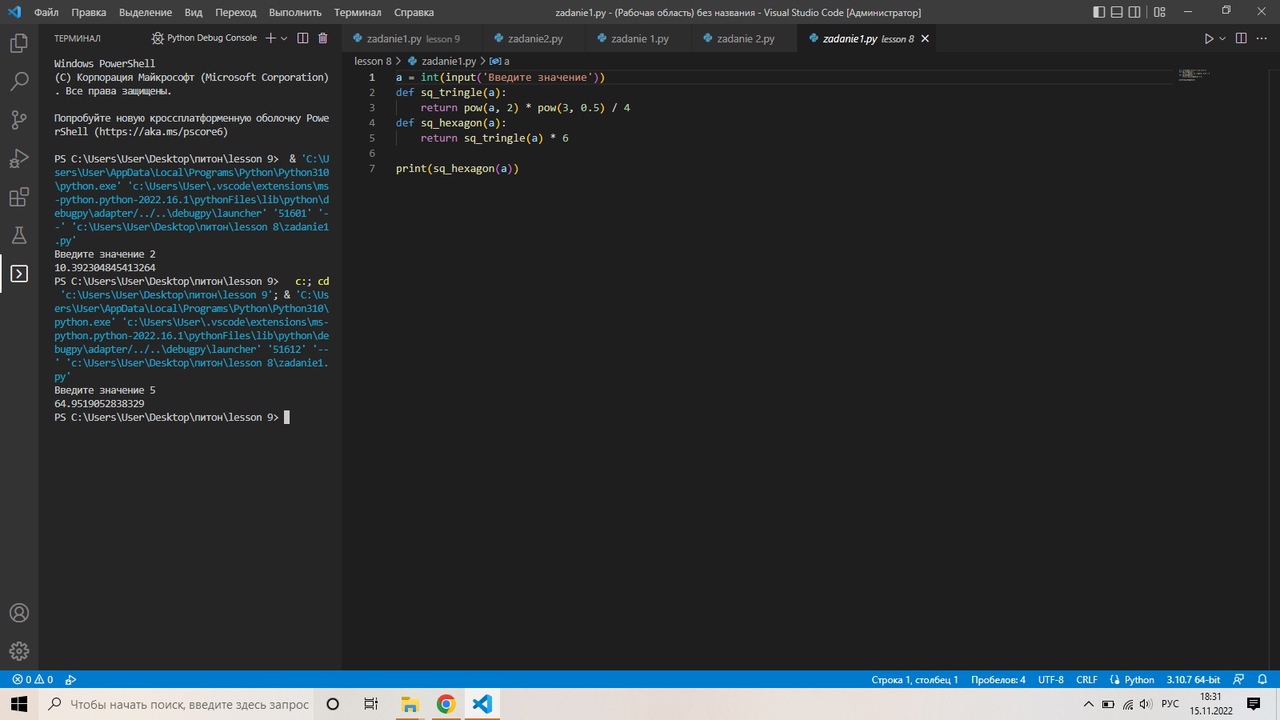 Файл Правка Выделение Вид Переход Выполнить Терминал Справка zadanie1.py - (Рабочая область) без названия - Visual Studio Code [Администратор]
ТЕРМИНАЛ Python Debug Console
zadanie1.py lesson 9 zadanie2.py zadanie 1.py zadanie 2.py zadanie1.py lesson 8
Windows PowerShell
(C) Корпорация Майкрософт (Microsoft Corporation)
. Все права защищены.
Попробуйте новую кроссплатформенную оболочку Powe
rShell (https://aka.ms/pscore6)
PS C:\Users\User\Desktop\питон\lesson 9>  & 'C:\U
sers\User\AppData\Local\Programs\Python\Python310
\python.exe' 'c:\Users\User\.vscode\extensions\ms
-python.python-2022.16.1\pythonFiles\lib\python\d
ebugpy\adapter/../..\debugpy\launcher' '51601' '-
-' 'c:\Users\User\Desktop\питон\lesson 8\zadanie1
.py'
Введите значение 2
10.392304845413264
PS C:\Users\User\Desktop\питон\lesson 9>  c:; cd
'c:\Users\User\Desktop\питон\lesson 9'; & 'C:\Us
ers\User\AppData\Local\Programs\Python\Python310\
python.exe' 'c:\Users\User\.vscode\extensions\ms-
python.python-2022.16.1\pythonFiles\lib\python\de
bugpy\adapter/../..\debugpy\launcher' '51612' '--
' 'c:\Users\User\Desktop\питон\lesson 8\zadanie1.
py'
Введите значение 5
64.9519052838329
PS C:\Users\User\Desktop\питон\lesson 9>
lesson 8 > zadanie1.py > a
1 a = int(input('Введите значение'))
2 def sq_tringle(a):
3     return pow(a, 2) * pow(3, 0.5) / 4
4 def sq_hexagon(a):
5     return sq_tringle(a) * 6
6
7 print(sq_hexagon(a))
0 0 Строка 1, столбец 1 Пробелов: 4 UTF-8 CRLF Python 3.10.7 64-bit
Чтобы начать поиск, введите здесь запрос РУС 18:31
15.11.2022